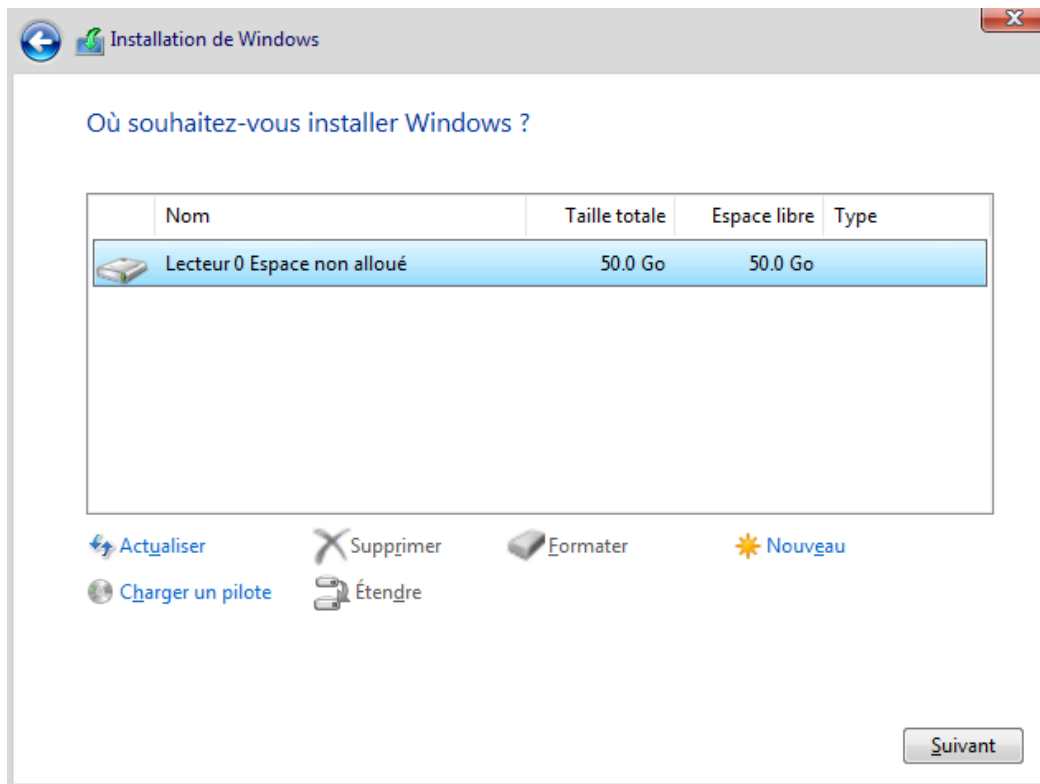 Installation de Windows
Où souhaitez-vous installer Windows ?
Nom Taille totale Espace libre Type
Lecteur 0 Espace non alloué 50.0 Go 50.0 Go
Actualiser Supprimer Formater Nouveau
Charger un pilote Étendre
Suivant